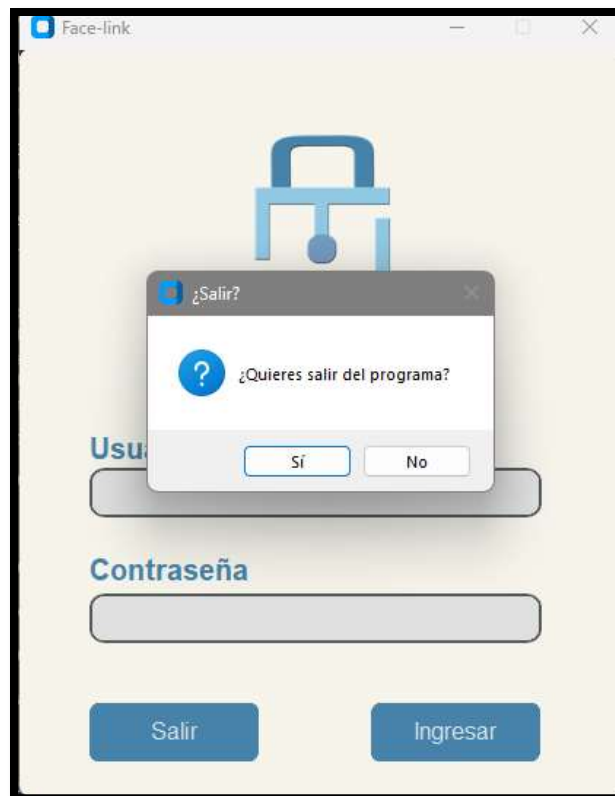 Face-link
¿Salir?
¿Quieres salir del programa?
Sí No
Contraseña
Salir Ingresar